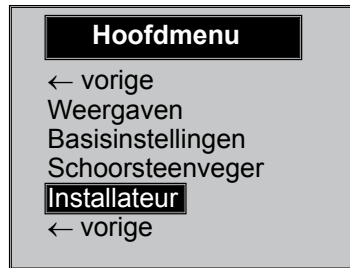 Hoofdmenu
← vorige
Weergaven
Basisinstellingen
Schoorsteenveger
Installateur
← vorige